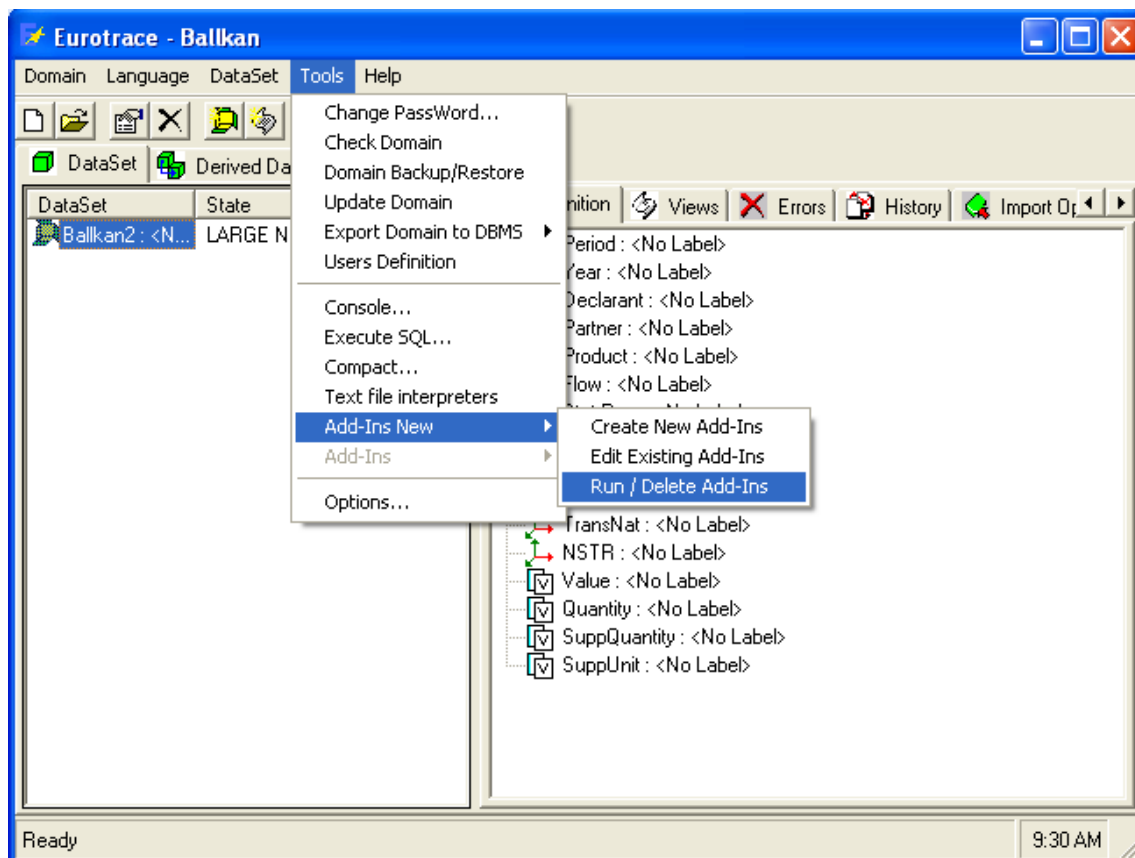 Eurotrace - Ballkan
Domain Language DataSet Tools Help
DataSet Derived Da
DataSet State
Ballkan2 : <N... LARGE N
Change PassWord...
Check Domain
Domain Backup/Restore
Update Domain
Export Domain to DBMS
Users Definition
Console...
Execute SQL...
Compact...
Text file interpreters
Add-Ins New
Add-Ins
Options...
Create New Add-Ins
Edit Existing Add-Ins
Run / Delete Add-Ins
nition Views Errors History Import Op
Period : <No Label>
Year : <No Label>
Declarant : <No Label>
Partner : <No Label>
Product : <No Label>
Flow : <No Label>
TransNat : <No Label>
NSTR : <No Label>
Value : <No Label>
Quantity : <No Label>
SuppQuantity : <No Label>
SuppUnit : <No Label>
Ready
9:30 AM